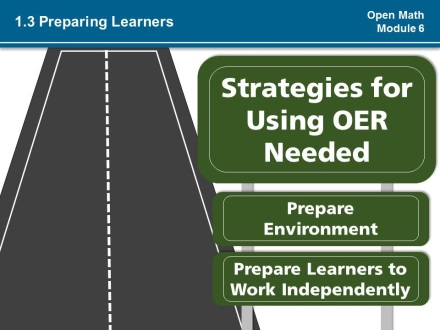 1.3 Preparing Learners
Open Math
Module 6
Strategies for
Using OER
Needed
Prepare
Environment
Prepare Learners to
Work Independently